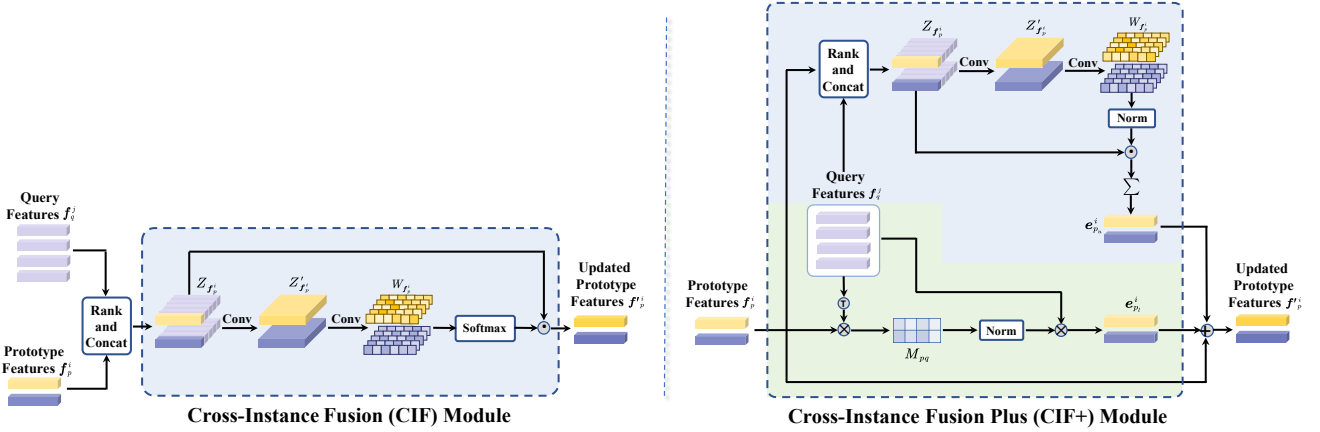 Query
Features f_q^j
Prototype
Features f_p^i
Rank
and
Concat
Z_{f_p^i}
Conv
Z'_{f_p^i}
Conv
W_{f_p^i}
Softmax
Updated
Prototype
Features f'_p^i
Cross-Instance Fusion (CIF) Module
Rank
and
Concat
Z_{f_p^i}
Conv
Z'_{f_p^i}
Conv
W_{f_p^i}
Norm
∑
e_{p_n}^i
Query
Features f_q^j
Prototype
Features f_p^i
T
M_{pq}
Norm
e_{p_l}^i
Updated
Prototype
Features f'_p^i
Cross-Instance Fusion Plus (CIF+) Module